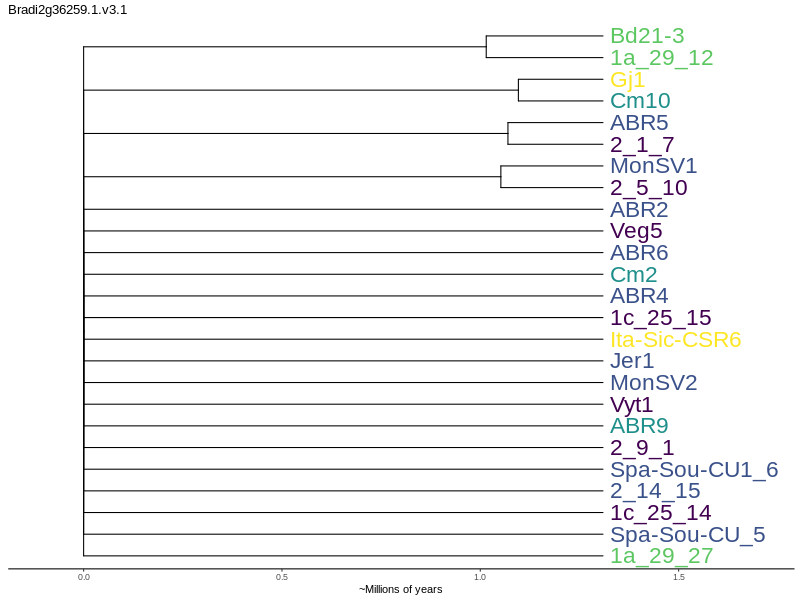 Bradi2g36259.1.v3.1
Bd21-3
1a_29_12
Gj1
Cm10
ABR5
2_1_7
MonSV1
2_5_10
ABR2
Veg5
ABR6
Cm2
ABR4
1c_25_15
Ita-Sic-CSR6
Jer1
MonSV2
Vyt1
ABR9
2_9_1
Spa-Sou-CU1_6
2_14_15
1c_25_14
Spa-Sou-CU_5
1a_29_27
0.0 0.5 1.0 1.5
~Millions of years